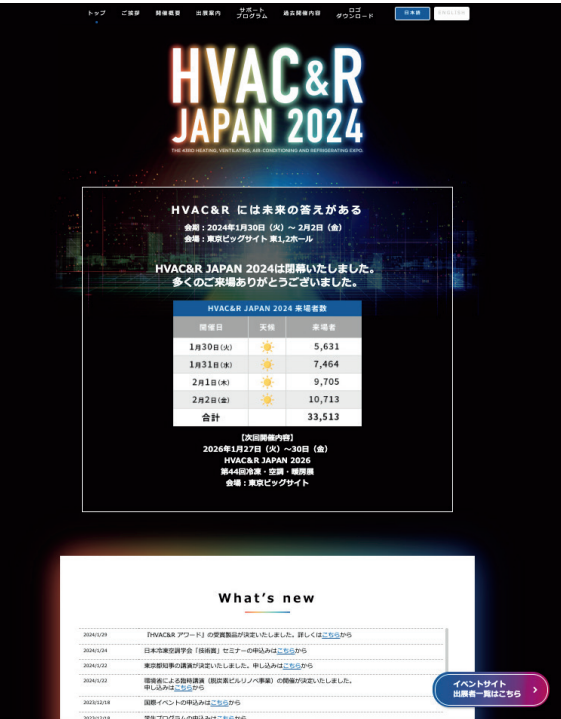 トップ
ご挨拶
開催概要
出展案内
サポート
プログラム
過去開催内容
ロゴ
ダウンロード
日本語
ENGLISH
HVAC&R
JAPAN 2024
THE 43RD HEATING, VENTILATING, AIR-CONDITIONING AND REFRIGERATING EXPO.
HVAC&R には未来の答えがある
会期：2024年1月30日（火）～ 2月2日（金）
会場：東京ビッグサイト 東1,2ホール
HVAC&R JAPAN 2024は閉幕いたしました。
多くのご来場ありがとうございました。
HVAC&R JAPAN 2024 来場者数
開催日 天候 来場者
1月30日(火) 5,631
1月31日(水) 7,464
2月1日(木) 9,705
2月2日(金) 10,713
合計 33,513
【次回開催内容】
2026年1月27日（火）～30日（金）
HVAC&R JAPAN 2026
第44回冷凍・空調・暖房展
会場：東京ビッグサイト
What's new
2024/1/29 『HVAC&R アワード』の受賞製品が決定いたしました。詳しくはこちらから
2024/1/24 日本冷凍空調学会「技術賞」セミナーの申込みはこちらから
2024/1/22 東京都知事の講演が決定いたしました。申し込みはこちらから
2024/1/22 環境省による臨時講演（脱炭素ビルリノベ事業）の開催が決定いたしました。
申し込みはこちらから
2023/12/18 国際イベントの申込みはこちらから
2023/12/18 学生プログラムの申込みはこちらから
イベントサイト
出展者一覧はこちら